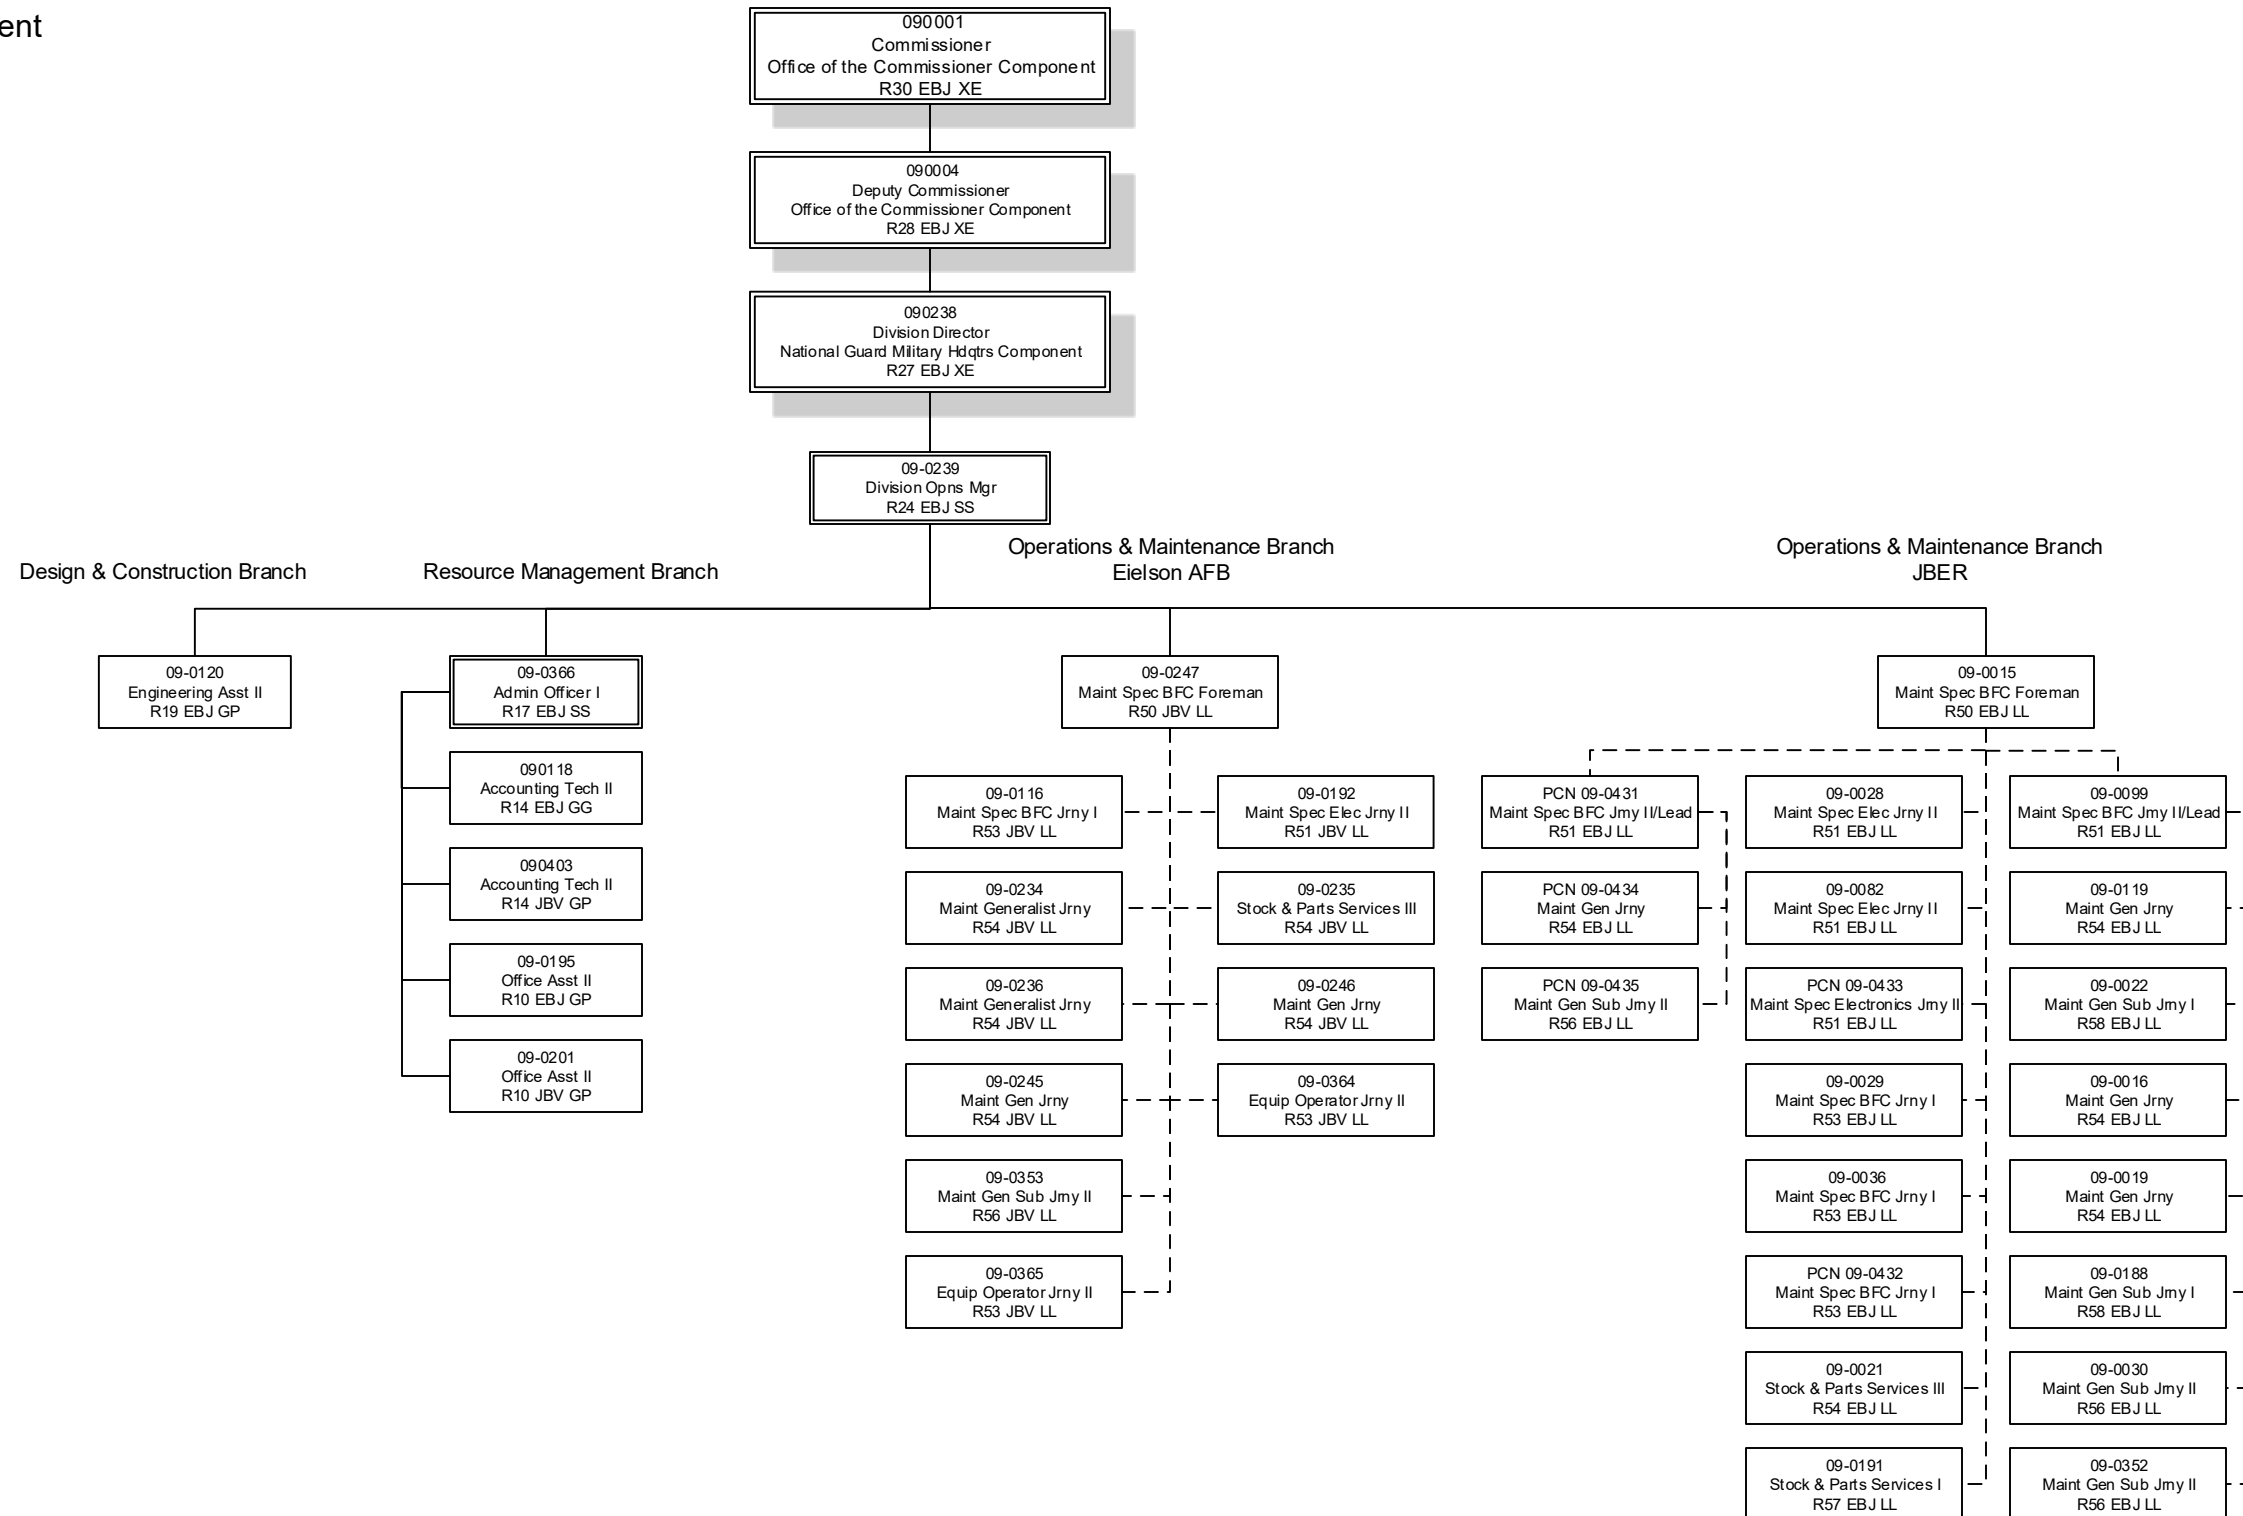 ent
090001
Commissioner
Office of the Commissioner Component
R30 EBJ XE
090004
Deputy Commissioner
Office of the Commissioner Component
R28 EBJ XE
090238
Division Director
National Guard Military Hdqtrs Component
R27 EBJ XE
09-0239
Division Opns Mgr
R24 EBJ SS
Design & Construction Branch
Resource Management Branch
Operations & Maintenance Branch
Eielson AFB
Operations & Maintenance Branch
JBER
09-0120
Engineering Asst II
R19 EBJ GP
09-0366
Admin Officer I
R17 EBJ SS
090118
Accounting Tech II
R14 EBJ GG
090403
Accounting Tech II
R14 JBV GP
09-0195
Office Asst II
R10 EBJ GP
09-0201
Office Asst II
R10 JBV GP
09-0247
Maint Spec BFC Foreman
R50 JBV LL
09-0116
Maint Spec BFC Jrny I
R53 JBV LL
09-0192
Maint Spec Elec Jrny II
R51 JBV LL
09-0234
Maint Generalist Jrny
R54 JBV LL
09-0235
Stock & Parts Services III
R54 JBV LL
09-0236
Maint Generalist Jrny
R54 JBV LL
09-0246
Maint Gen Jrny
R54 JBV LL
09-0245
Maint Gen Jrny
R54 JBV LL
09-0364
Equip Operator Jrny II
R53 JBV LL
09-0353
Maint Gen Sub Jrny II
R56 JBV LL
09-0365
Equip Operator Jrny II
R53 JBV LL
09-0015
Maint Spec BFC Foreman
R50 EBJ LL
PCN 09-0431
Maint Spec BFC Jrny II/Lead
R51 EBJ LL
PCN 09-0434
Maint Gen Jrny
R54 EBJ LL
PCN 09-0435
Maint Gen Sub Jrny II
R56 EBJ LL
09-0028
Maint Spec Elec Jrny II
R51 EBJ LL
09-0082
Maint Spec Elec Jrny II
R51 EBJ LL
PCN 09-0433
Maint Spec Electronics Jrny II
R51 EBJ LL
09-0029
Maint Spec BFC Jrny I
R53 EBJ LL
09-0036
Maint Spec BFC Jrny I
R53 EBJ LL
PCN 09-0432
Maint Spec BFC Jrny I
R53 EBJ LL
09-0021
Stock & Parts Services III
R54 EBJ LL
09-0191
Stock & Parts Services I
R57 EBJ LL
09-0099
Maint Spec BFC Jrny II/Lead
R51 EBJ LL
09-0119
Maint Gen Jrny
R54 EBJ LL
09-0022
Maint Gen Sub Jrny I
R58 EBJ LL
09-0016
Maint Gen Jrny
R54 EBJ LL
09-0019
Maint Gen Jrny
R54 EBJ LL
09-0188
Maint Gen Sub Jrny I
R58 EBJ LL
09-0030
Maint Gen Sub Jrny II
R56 EBJ LL
09-0352
Maint Gen Sub Jrny II
R56 EBJ LL